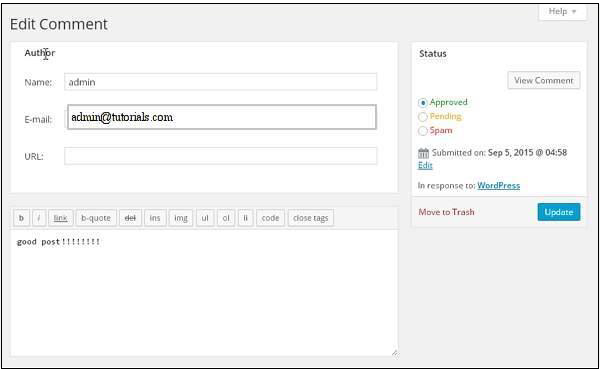 Help
Edit Comment
Author
Name: admin
E-mail: admin@tutorials.com
URL:
b i link b-quote del ins img ul ol li code close tags
good post!!!!!!!!
Status
View Comment
Approved
Pending
Spam
Submitted on: Sep 5, 2015 @ 04:58
Edit
In response to: WordPress
Move to Trash Update